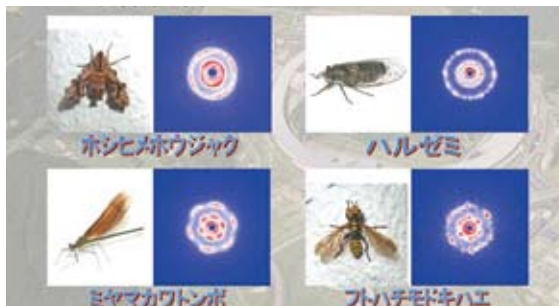 ホシヒメホウジャク
ハルゼミ
ミヤマカワトンボ
フトハチモドキバエ